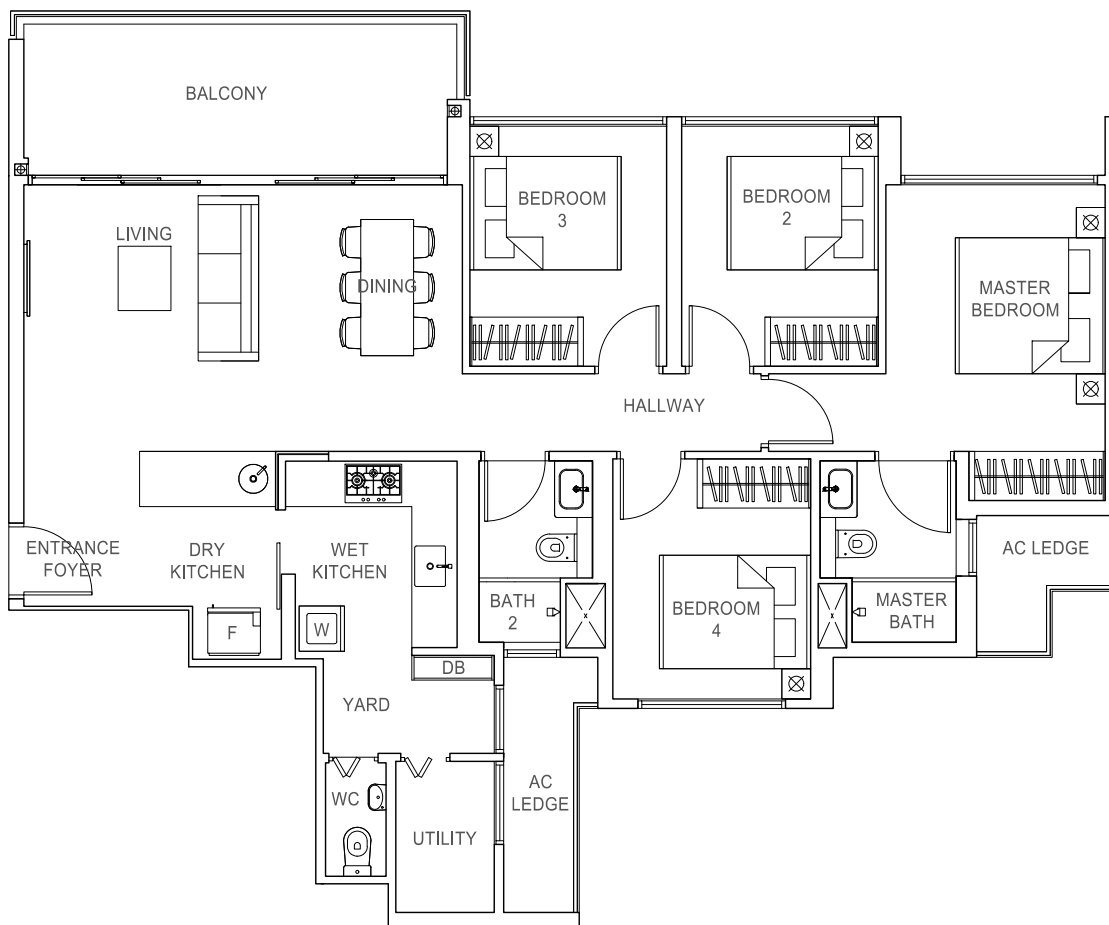 BALCONY
BEDROOM
3
BEDROOM
2
LIVING
DINING
MASTER
BEDROOM
HALLWAY
ENTRANCE
FOYER
DRY
KITCHEN
WET
KITCHEN
AC LEDGE
BATH
2
BEDROOM
4
MASTER
BATH
F
W
DB
YARD
WC
UTILITY
AC
LEDGE